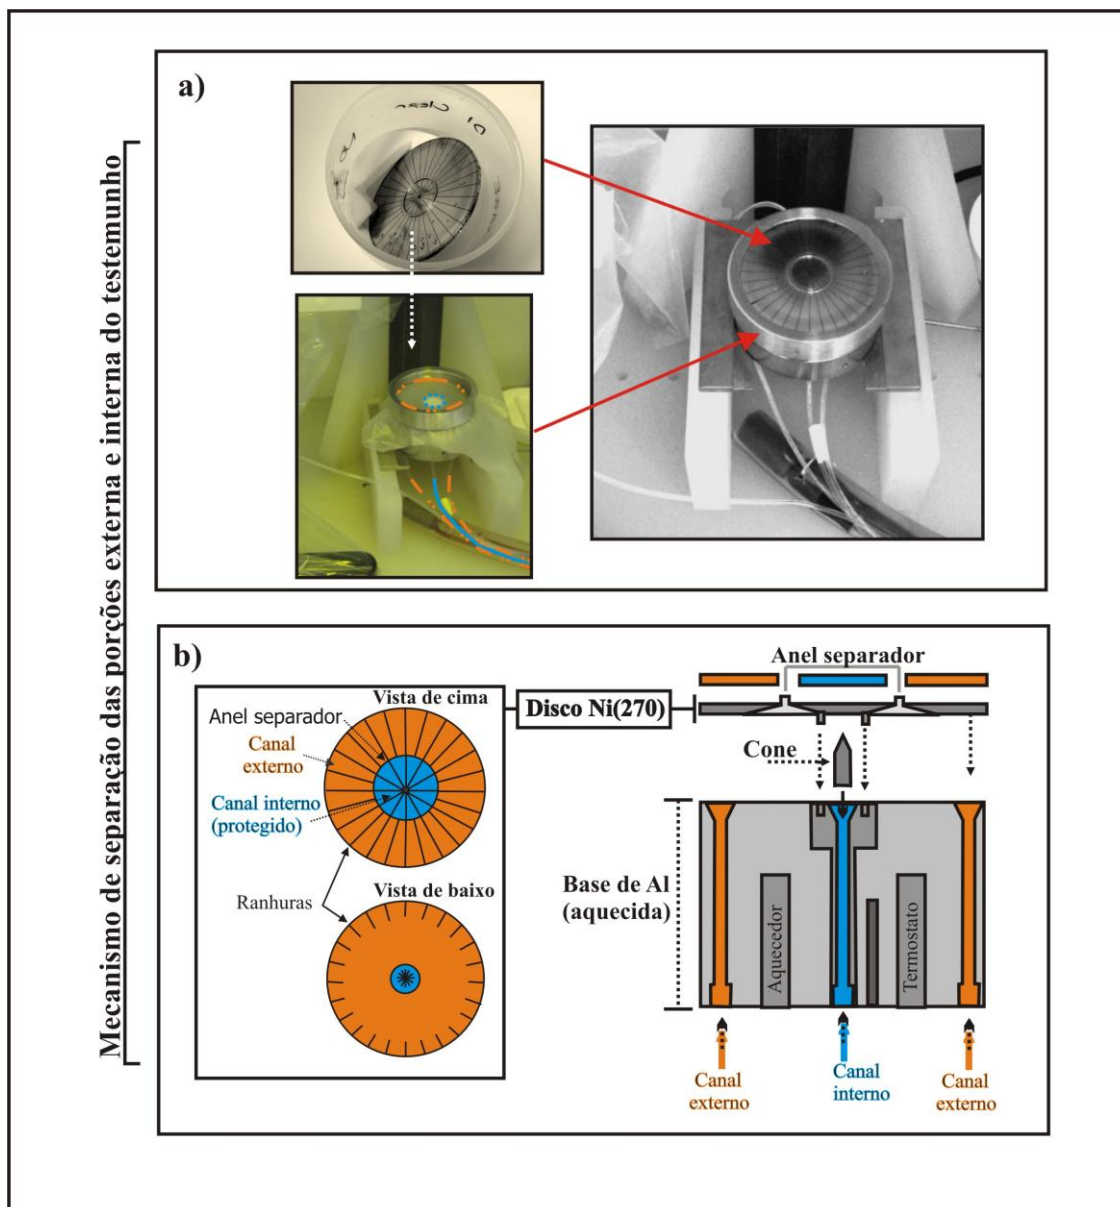 Mecanismo de separação das porções externa e interna do testemunho
a)
clean
D1
b)
Vista de cima
Anel separador
Canal
externo
Canal interno
(protegido)
Ranhuras
Vista de baixo
Disco Ni(270)
Anel separador
Cone
Base de Al
(aquecida)
Aquecedor
Termostato
Canal
externo
Canal
interno
Canal
externo